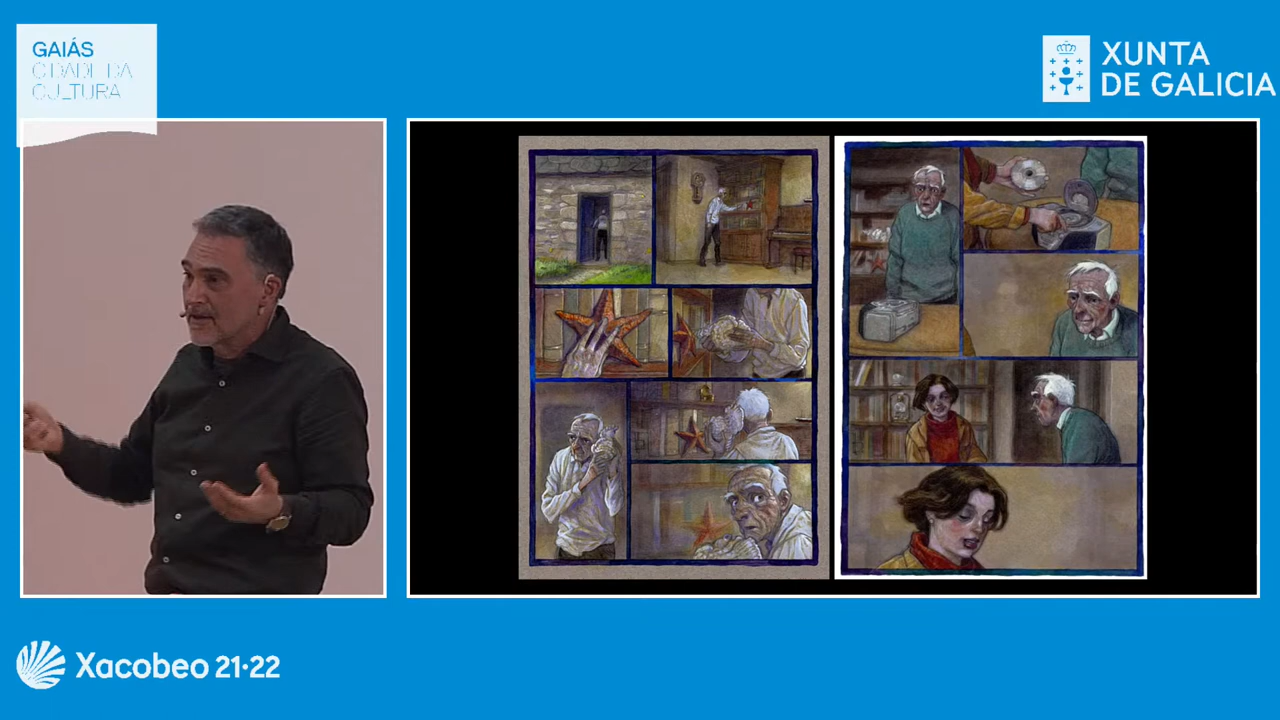 GAIÁS
CIDADE DA
CULTURA
XUNTA
DE GALICIA
Xacobeo 21·22